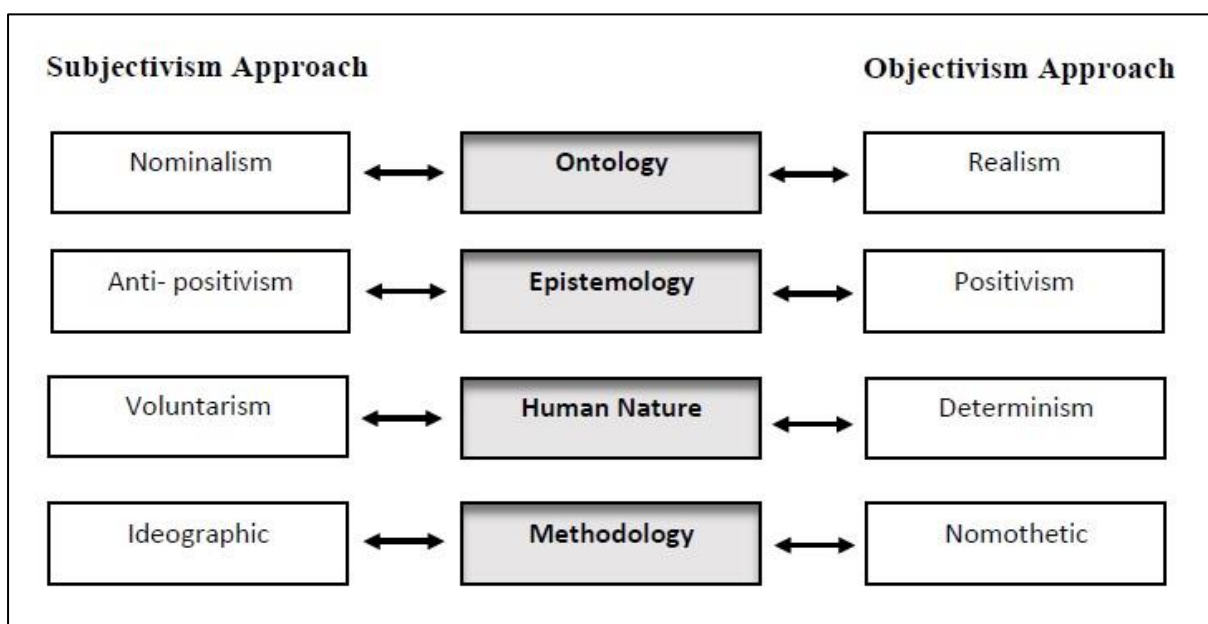 Subjectivism Approach
Objectivism Approach
Nominalism
Ontology
Realism
Anti- positivism
Epistemology
Positivism
Voluntarism
Human Nature
Determinism
Ideographic
Methodology
Nomothetic